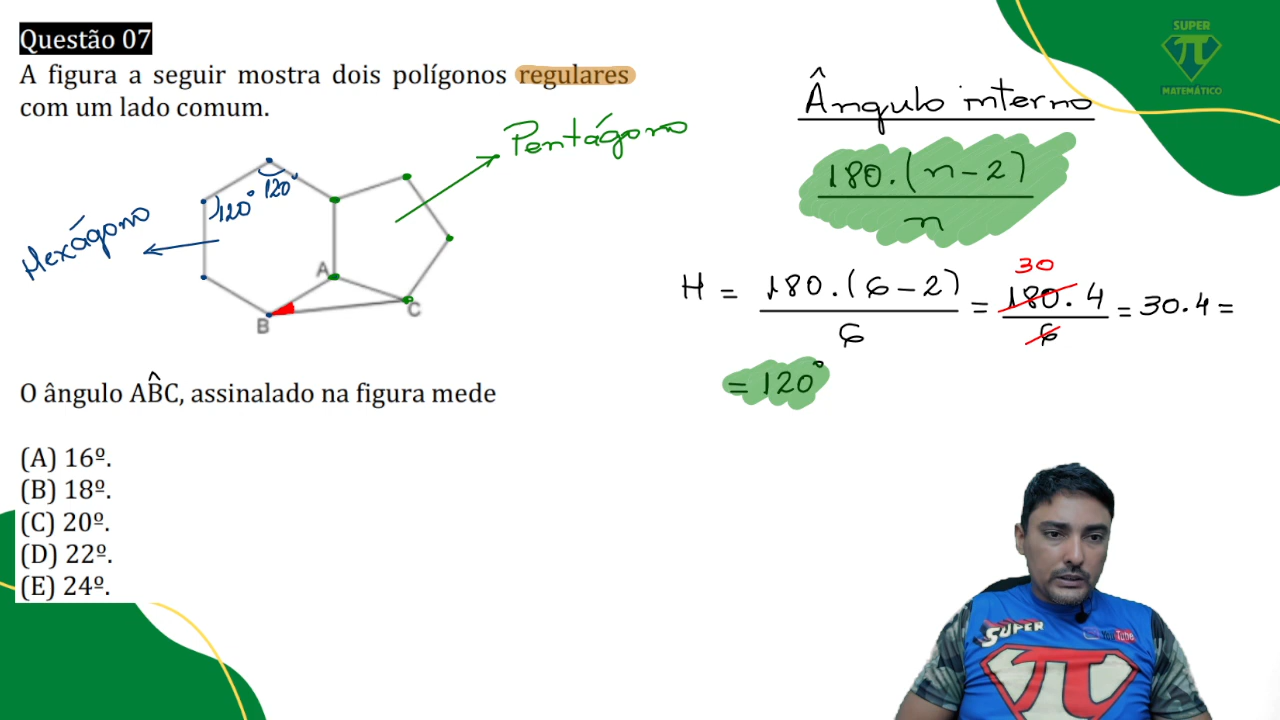 Questão 07
A figura a seguir mostra dois polígonos regulares
com um lado comum.
Hexágono
120°
120°
Pentágono
A
B
C
O ângulo AB̂C, assinalado na figura mede
(A) 16º.
(B) 18º.
(C) 20º.
(D) 22º.
(E) 24º.
Ângulo interno
180.(n-2)
n
H = 180.(6-2) / 6 = 180.4 / 6 = 30.4 =
30
= 120°
SUPER
π
MATEMÁTICO
SUPER
YouTube
π